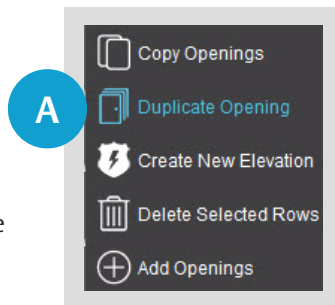 Copy Openings
A
Duplicate Opening
Create New Elevation
Delete Selected Rows
e
Add Openings